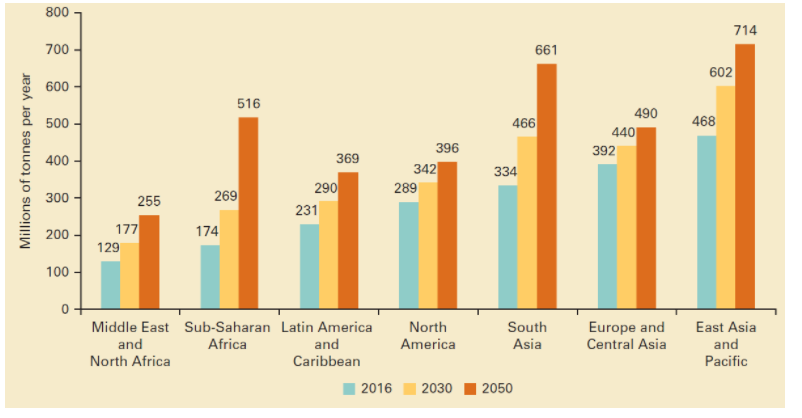 Millions of tonnes per year
800
700
600
500
400
300
200
100
0
129
177
255
174
269
516
231
290
369
289
342
396
334
466
661
392
440
490
468
602
714
Middle East
and
North Africa
Sub-Saharan
Africa
Latin America
and
Caribbean
North
America
South
Asia
Europe and
Central Asia
East Asia
and
Pacific
2016 2030 2050